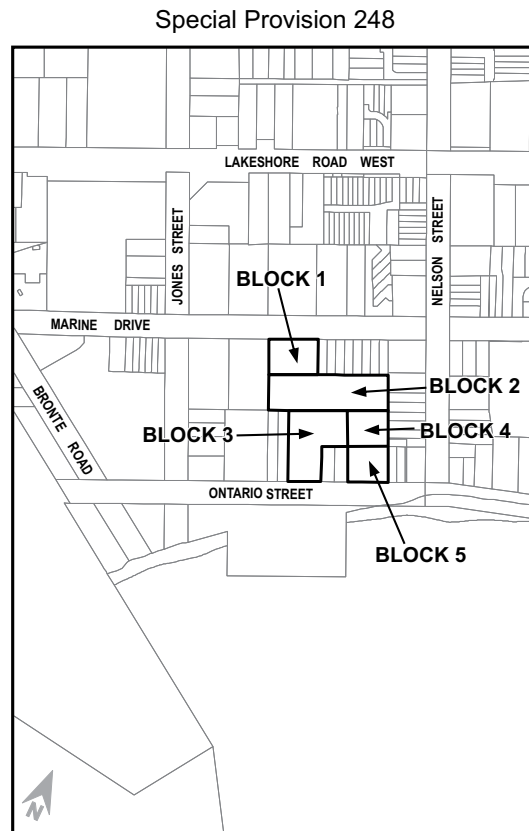 Special Provision 248
LAKESHORE ROAD WEST
JONES STREET
NELSON STREET
BLOCK 1
MARINE DRIVE
BRONTE ROAD
BLOCK 2
BLOCK 3
BLOCK 4
ONTARIO STREET
BLOCK 5
N